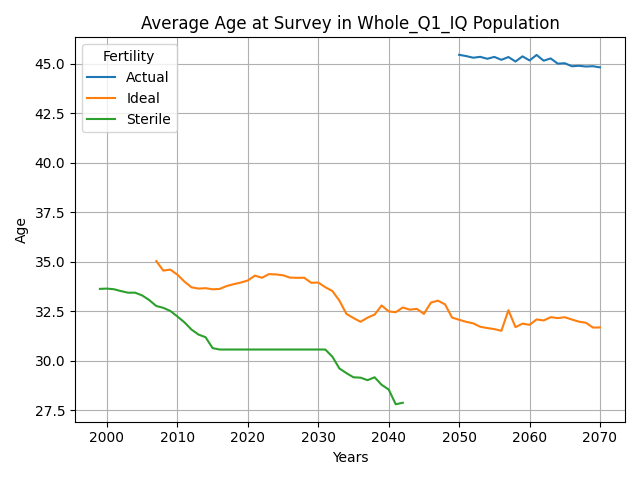 Average Age at Survey in Whole_Q1_IQ Population
Fertility
Actual
Ideal
Sterile
Age
45.0
42.5
40.0
37.5
35.0
32.5
30.0
27.5
2000 2010 2020 2030 2040 2050 2060 2070
Years